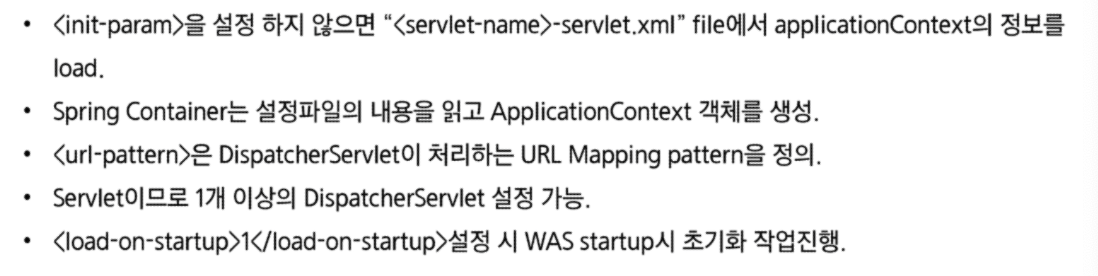 • <init-param>을 설정 하지 않으면 “<servlet-name>-servlet.xml” file에서 applicationContext의 정보를
load.
• Spring Container는 설정파일의 내용을 읽고 ApplicationContext 객체를 생성.
• <url-pattern>은 DispatcherServlet이 처리하는 URL Mapping pattern을 정의.
• Servlet이므로 1개 이상의 DispatcherServlet 설정 가능.
• <load-on-startup>1</load-on-startup>설정 시 WAS startup시 초기화 작업진행.